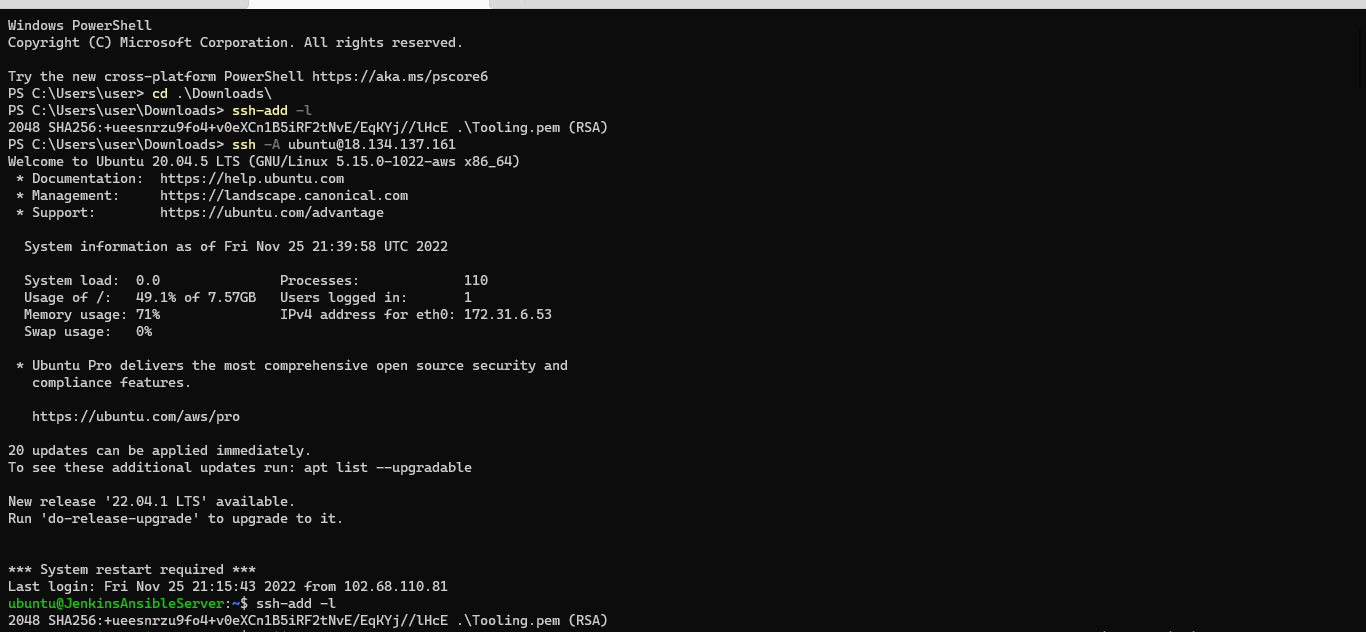 Windows PowerShell
Copyright (C) Microsoft Corporation. All rights reserved.
Try the new cross-platform PowerShell https://aka.ms/pscore6
PS C:\Users\user> cd .\Downloads\
PS C:\Users\user\Downloads> ssh-add -l
2048 SHA256:+ueesnrzu9fo4+v0eXCn1B5iRF2tNvE/EqKYj//lHcE .\Tooling.pem (RSA)
PS C:\Users\user\Downloads> ssh -A ubuntu@18.134.137.161
Welcome to Ubuntu 20.04.5 LTS (GNU/Linux 5.15.0-1022-aws x86_64)
* Documentation:  https://help.ubuntu.com
* Management:     https://landscape.canonical.com
* Support:        https://ubuntu.com/advantage
System information as of Fri Nov 25 21:39:58 UTC 2022
System load:  0.0               Processes:             110
Usage of /:   49.1% of 7.57GB   Users logged in:       1
Memory usage: 71%               IPv4 address for eth0: 172.31.6.53
Swap usage:   0%
* Ubuntu Pro delivers the most comprehensive open source security and
compliance features.
https://ubuntu.com/aws/pro
20 updates can be applied immediately.
To see these additional updates run: apt list --upgradable
New release '22.04.1 LTS' available.
Run 'do-release-upgrade' to upgrade to it.
*** System restart required ***
Last login: Fri Nov 25 21:15:43 2022 from 102.68.110.81
ubuntu@JenkinsAnsibleServer:~$ ssh-add -l
2048 SHA256:+ueesnrzu9fo4+v0eXCn1B5iRF2tNvE/EqKYj//lHcE .\Tooling.pem (RSA)